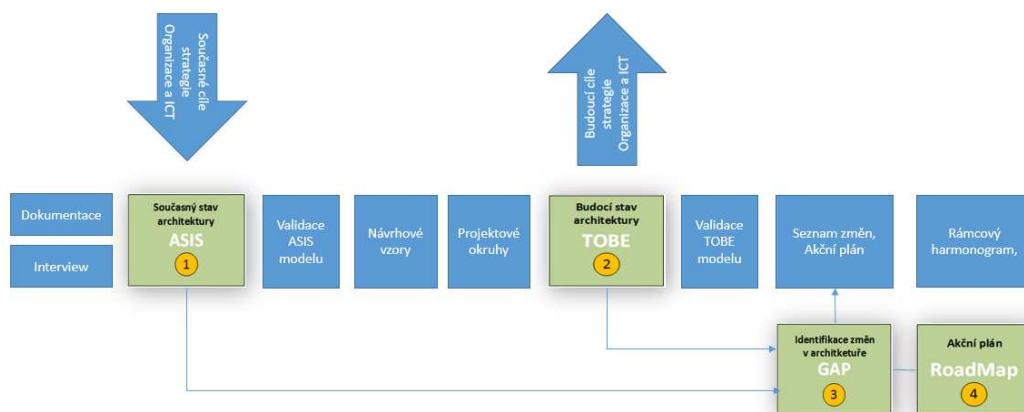 Současné cíle
strategie
Organizace a ICT
Budoucí cíle
strategie
Organizace a ICT
Dokumentace
Interview
Současný stav
architektury
ASIS
1
Validace
ASIS
modelu
Návrhové
vzory
Projektové
okruhy
Budocí stav
architektury
TOBE
2
Validace
TOBE
modelu
Seznam změn,
Akční plán
Rámcový
harmonogram,
Identifikace změn
v architketuře
GAP
3
Akční plán
RoadMap
4